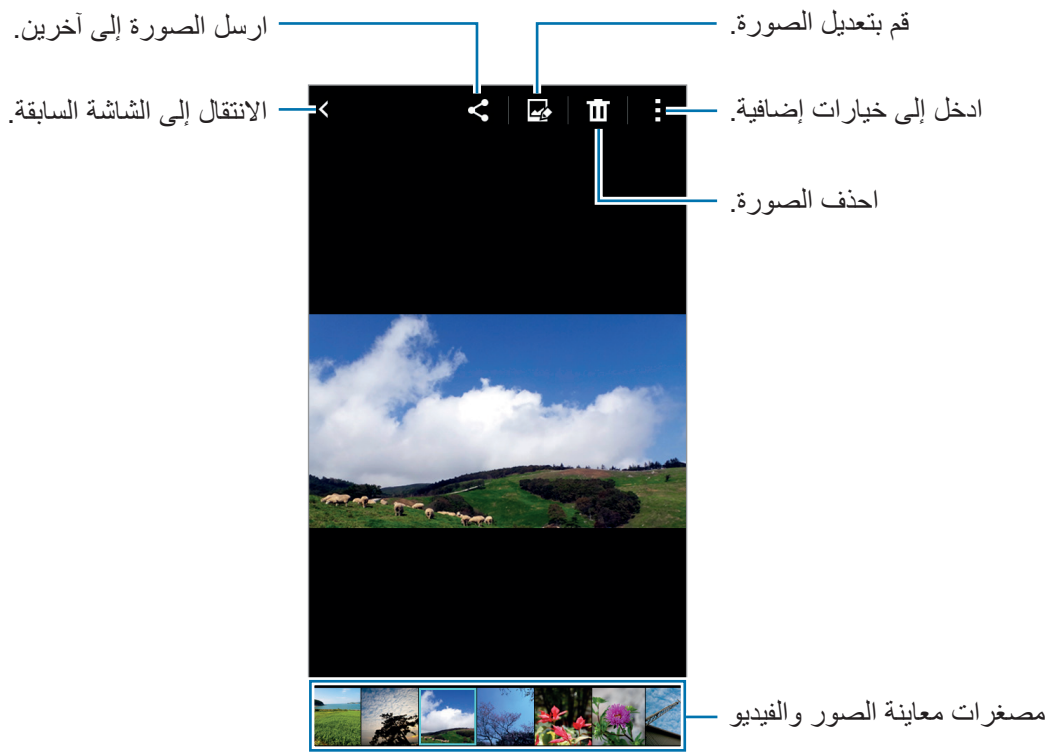 قم بتعديل الصورة.
ارسل الصورة إلى آخرين.
ادخل إلى خيارات إضافية.
الانتقال إلى الشاشة السابقة.
احذف الصورة.
مصغرات معاينة الصور والفيديو